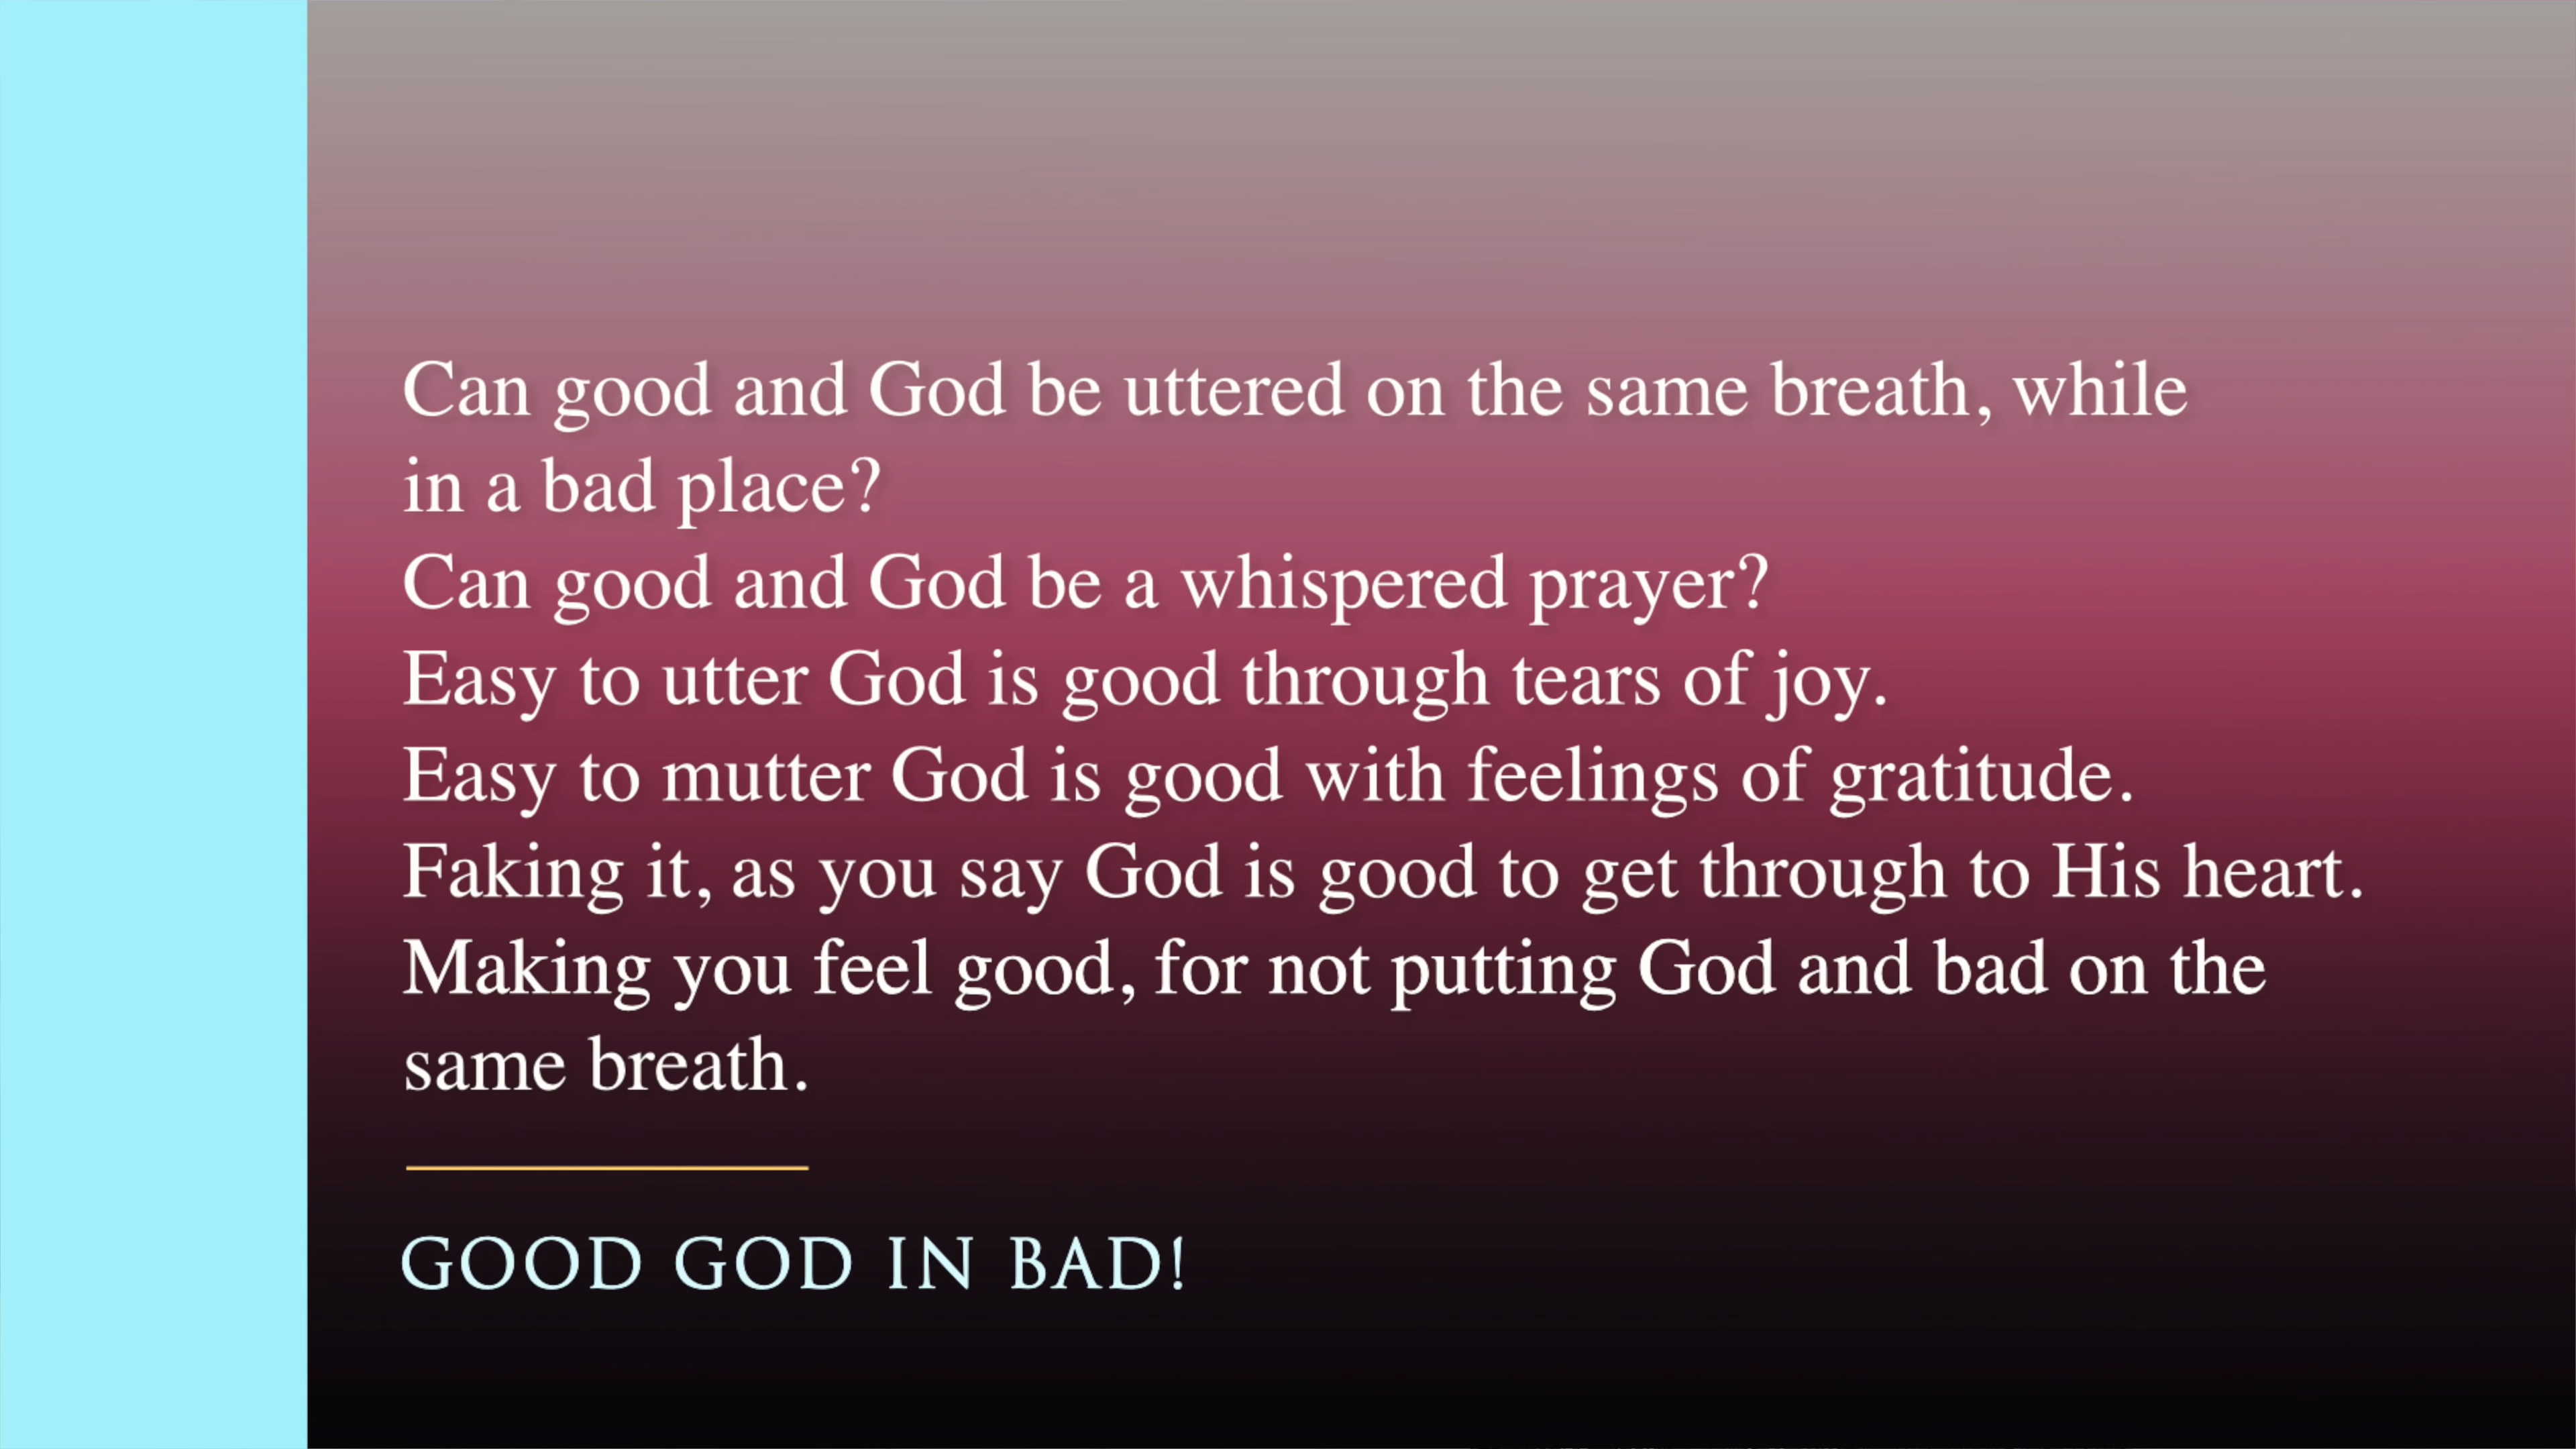 Can good and God be uttered on the same breath, while
in a bad place?
Can good and God be a whispered prayer?
Easy to utter God is good through tears of joy.
Easy to mutter God is good with feelings of gratitude.
Faking it, as you say God is good to get through to His heart.
Making you feel good, for not putting God and bad on the
same breath.
GOOD GOD IN BAD!